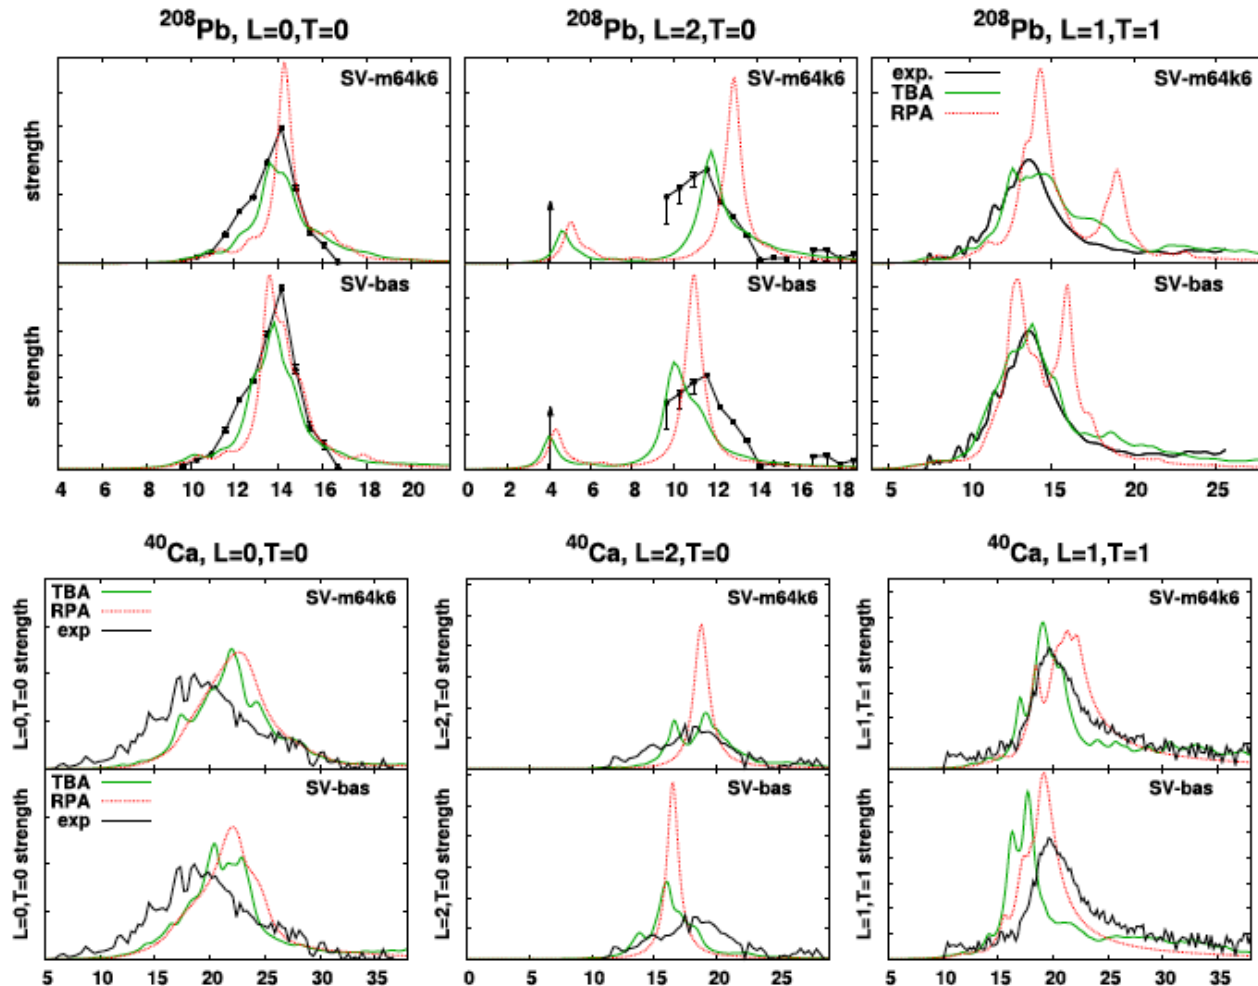 ²⁰⁸Pb, L=0,T=0
²⁰⁸Pb, L=2,T=0
²⁰⁸Pb, L=1,T=1
strength
SV-m64k6
SV-m64k6
exp.
TBA
RPA
SV-m64k6
strength
SV-bas
SV-bas
SV-bas
4 6 8 10 12 14 16 18 20
0 2 4 6 8 10 12 14 16 18
5 10 15 20 25
⁴⁰Ca, L=0,T=0
⁴⁰Ca, L=2,T=0
⁴⁰Ca, L=1,T=1
L=0,T=0 strength
TBA
RPA
exp
SV-m64k6
L=2,T=0 strength
SV-m64k6
L=1,T=1 strength
SV-m64k6
L=0,T=0 strength
TBA
RPA
exp
SV-bas
L=2,T=0 strength
SV-bas
L=1,T=1 strength
SV-bas
5 10 15 20 25 30 35
10 15 20 25
5 10 15 20 25 30 35